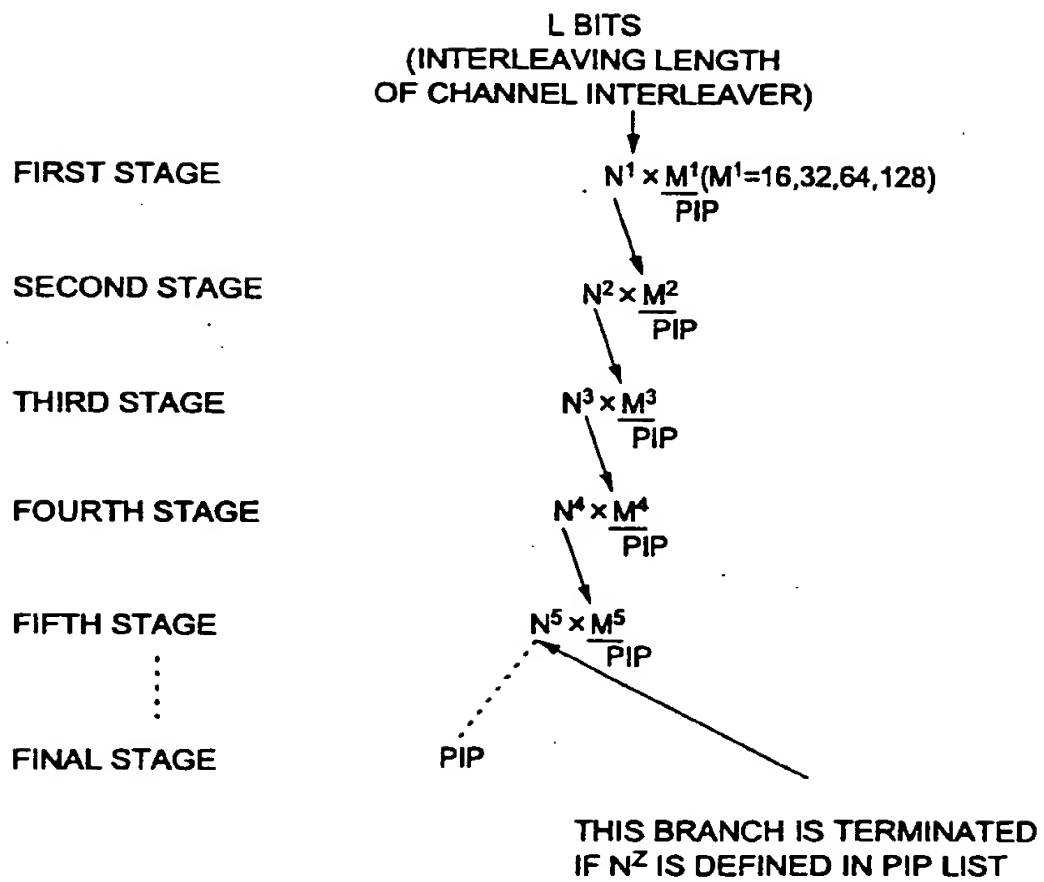 L BITS
(INTERLEAVING LENGTH
OF CHANNEL INTERLEAVER)
FIRST STAGE
N¹ × M¹(M¹=16,32,64,128)
PIP
SECOND STAGE
N² × M²
PIP
THIRD STAGE
N³ × M³
PIP
FOURTH STAGE
N⁴ × M⁴
PIP
FIFTH STAGE
N⁵ × M⁵
PIP
FINAL STAGE
PIP
THIS BRANCH IS TERMINATED
IF Nᶻ IS DEFINED IN PIP LIST